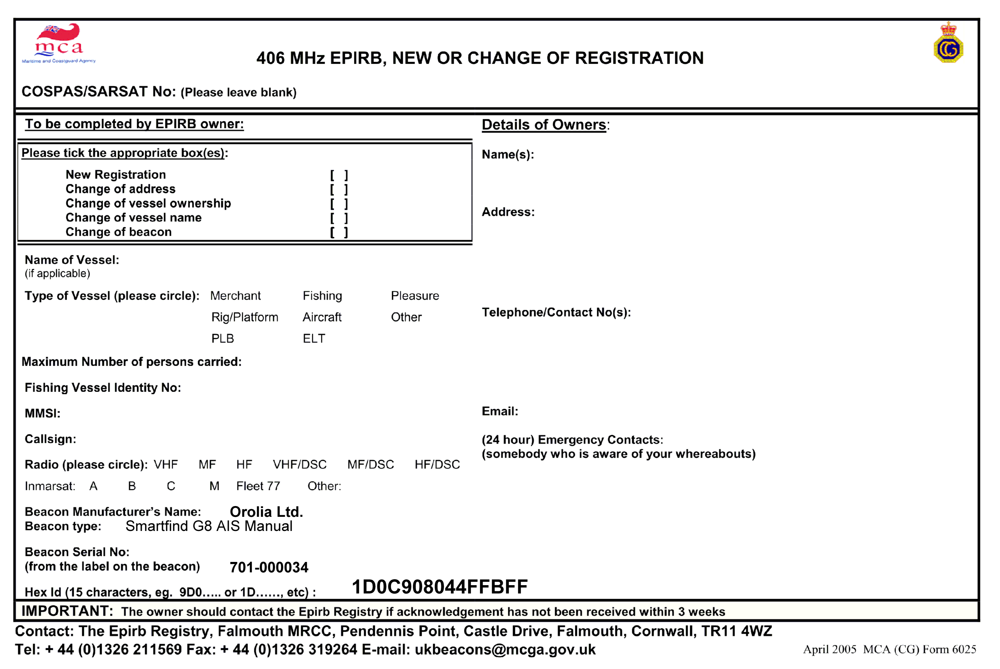 mca
Maritime and Coastguard Agency
406 MHz EPIRB, NEW OR CHANGE OF REGISTRATION
COSPAS/SARSAT No: (Please leave blank)
To be completed by EPIRB owner:
Please tick the appropriate box(es):
New Registration [ ]
Change of address [ ]
Change of vessel ownership [ ]
Change of vessel name [ ]
Change of beacon [ ]
Name of Vessel:
(if applicable)
Type of Vessel (please circle): Merchant Fishing Pleasure
Rig/Platform Aircraft Other
PLB ELT
Maximum Number of persons carried:
Fishing Vessel Identity No:
MMSI:
Callsign:
Radio (please circle): VHF MF HF VHF/DSC MF/DSC HF/DSC
Inmarsat: A B C M Fleet 77 Other:
Beacon Manufacturer’s Name: Orolia Ltd.
Beacon type: Smartfind G8 AIS Manual
Beacon Serial No:
(from the label on the beacon) 701-000034
Hex Id (15 characters, eg. 9D0..... or 1D......, etc) : 1D0C908044FFBFF
Details of Owners:
Name(s):
Address:
Telephone/Contact No(s):
Email:
(24 hour) Emergency Contacts:
(somebody who is aware of your whereabouts)
IMPORTANT: The owner should contact the Epirb Registry if acknowledgement has not been received within 3 weeks
Contact: The Epirb Registry, Falmouth MRCC, Pendennis Point, Castle Drive, Falmouth, Cornwall, TR11 4WZ
Tel: + 44 (0)1326 211569 Fax: + 44 (0)1326 319264 E-mail: ukbeacons@mcga.gov.uk
April 2005 MCA (CG) Form 6025